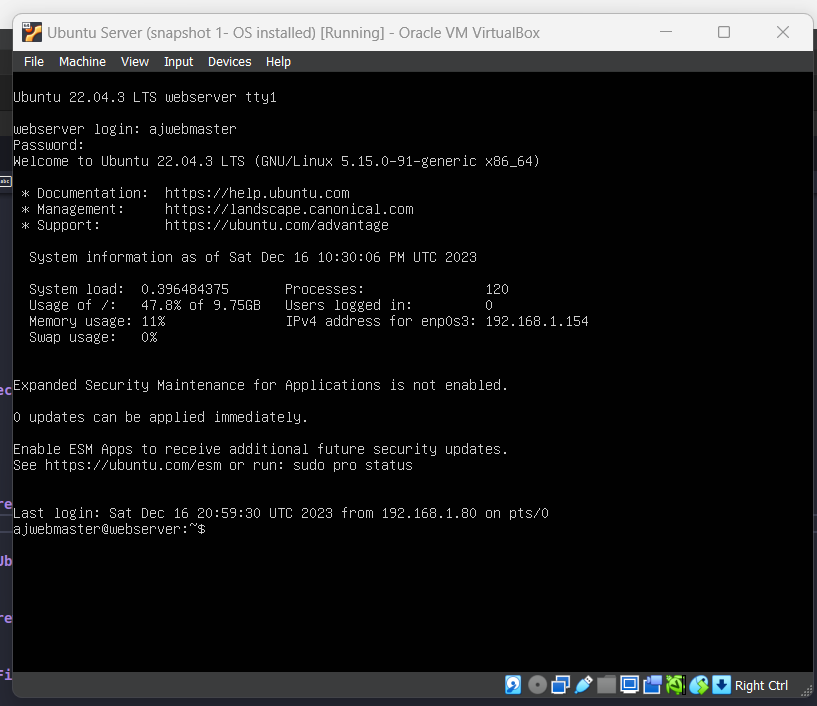 Ubuntu Server (snapshot 1- OS installed) [Running] - Oracle VM VirtualBox
File Machine View Input Devices Help
Ubuntu 22.04.3 LTS webserver tty1
webserver login: ajwebmaster
Password:
Welcome to Ubuntu 22.04.3 LTS (GNU/Linux 5.15.0-91-generic x86_64)
* Documentation: https://help.ubuntu.com
* Management: https://landscape.canonical.com
* Support: https://ubuntu.com/advantage
System information as of Sat Dec 16 10:30:06 PM UTC 2023
System load: 0.396484375 Processes: 120
Usage of /: 47.8% of 9.75GB Users logged in: 0
Memory usage: 11% IPv4 address for enp0s3: 192.168.1.154
Swap usage: 0%
Expanded Security Maintenance for Applications is not enabled.
0 updates can be applied immediately.
Enable ESM Apps to receive additional future security updates.
See https://ubuntu.com/esm or run: sudo pro status
Last login: Sat Dec 16 20:59:30 UTC 2023 from 192.168.1.80 on pts/0
ajwebmaster@webserver:~$
Right Ctrl